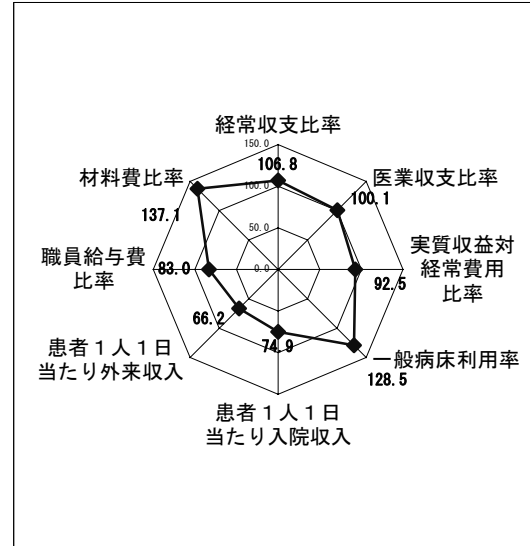 経常収支比率
150.0
106.8
100.0
材料費比率
医業収支比率
137.1
100.1
50.0
職員給与費
比率
83.0
0.0
実質収益対
経常費用
比率
92.5
66.2
74.9
患者１人１日
当たり外来収入
一般病床利用率
128.5
患者１人１日
当たり入院収入